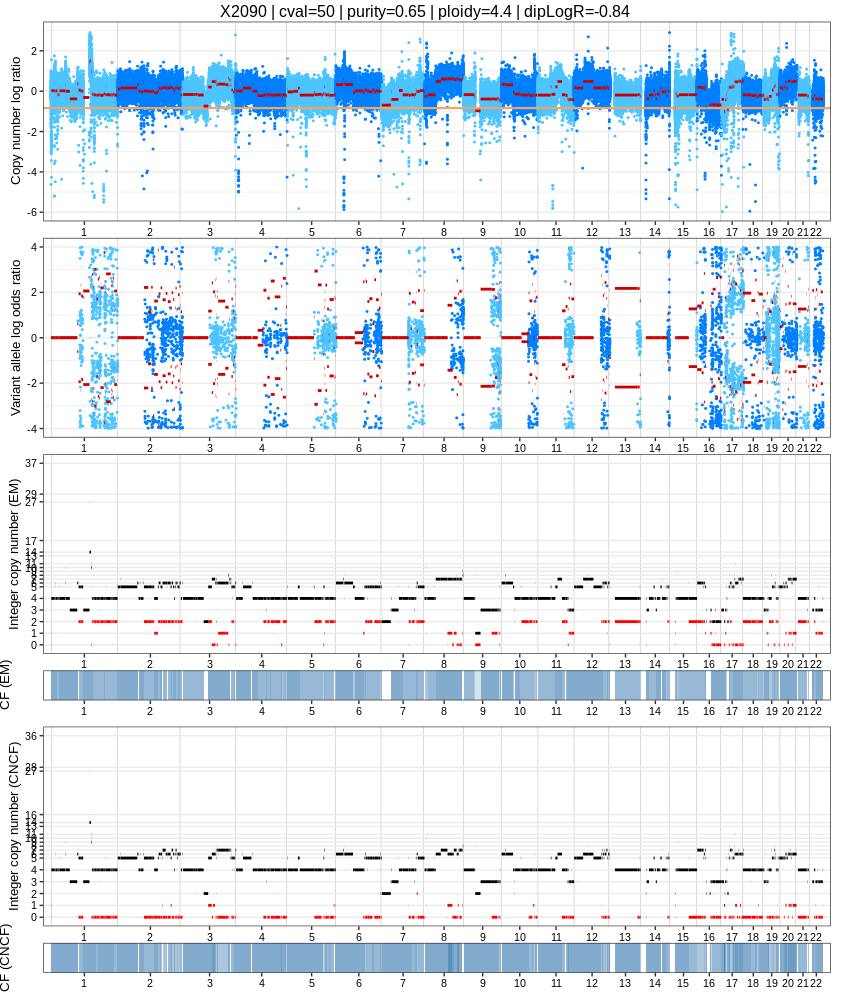 X2090 | cval=50 | purity=0.65 | ploidy=4.4 | dipLogR=-0.84
Copy number log ratio
2
0
-2
-4
-6
1 2 3 4 5 6 7 8 9 10 11 12 13 14 15 16 17 18 19 20 21 22
Variant allele log odds ratio
4
2
0
-2
-4
1 2 3 4 5 6 7 8 9 10 11 12 13 14 15 16 17 18 19 20 21 22
Integer copy number (EM)
37
29
27
17
14
4
3
2
1
0
1 2 3 4 5 6 7 8 9 10 11 12 13 14 15 16 17 18 19 20 21 22
CF (EM)
1 2 3 4 5 6 7 8 9 10 11 12 13 14 15 16 17 18 19 20 21 22
Integer copy number (CNCF)
36
27
16
4
3
2
1
0
1 2 3 4 5 6 7 8 9 10 11 12 13 14 15 16 17 18 19 20 21 22
CF (CNCF)
1 2 3 4 5 6 7 8 9 10 11 12 13 14 15 16 17 18 19 20 21 22